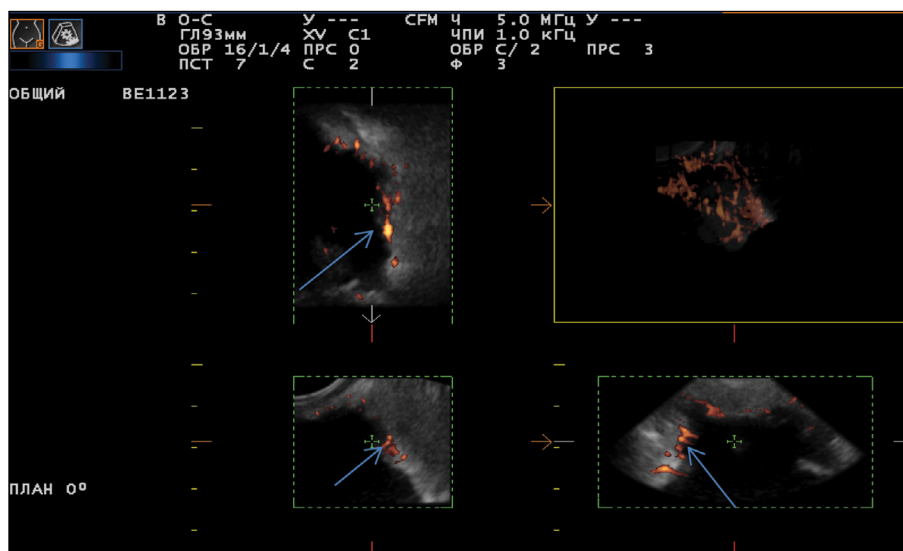 В О-С У --- CFM Ч 5.0 МГЦ У ---
ГЛ93мм XV С1 ЧПИ 1.0 кГЦ
ОБР 16/1/4 ПРС 0 ОБР С/ 2 ПРС 3
ПСТ 7 С 2 Ф 3
ОБЩИЙ ВЕ1123
ПЛАН 0º